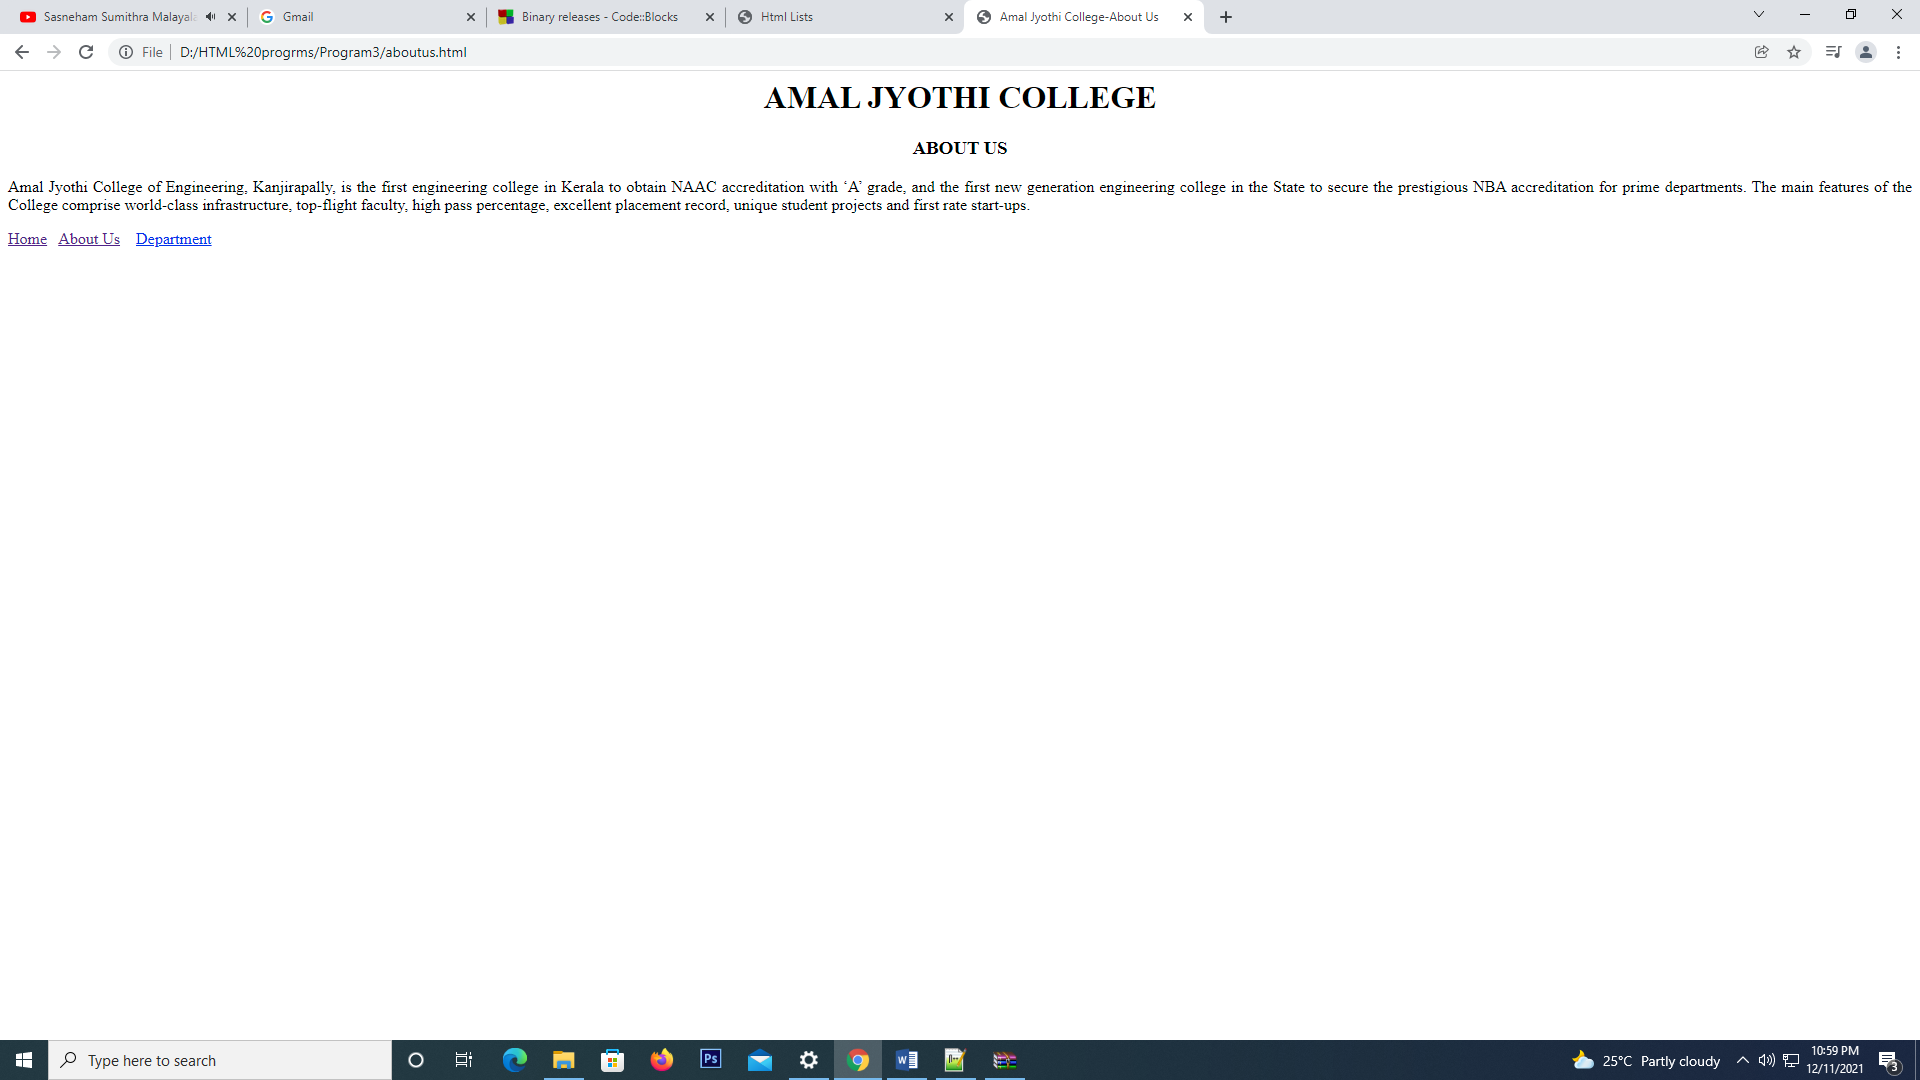 Sasneham Sumithra Malayala
Gmail
Binary releases - Code::Blocks
Html Lists
Amal Jyothi College-About Us
File D:/HTML%20progrms/Program3/aboutus.html
AMAL JYOTHI COLLEGE
ABOUT US
Amal Jyothi College of Engineering, Kanjirapally, is the first engineering college in Kerala to obtain NAAC accreditation with ‘A’ grade, and the first new generation engineering college in the State to secure the prestigious NBA accreditation for prime departments. The main features of the
College comprise world-class infrastructure, top-flight faculty, high pass percentage, excellent placement record, unique student projects and first rate start-ups.
Home About Us Department
Type here to search
Ps
25°C Partly cloudy
10:59 PM
12/11/2021
3